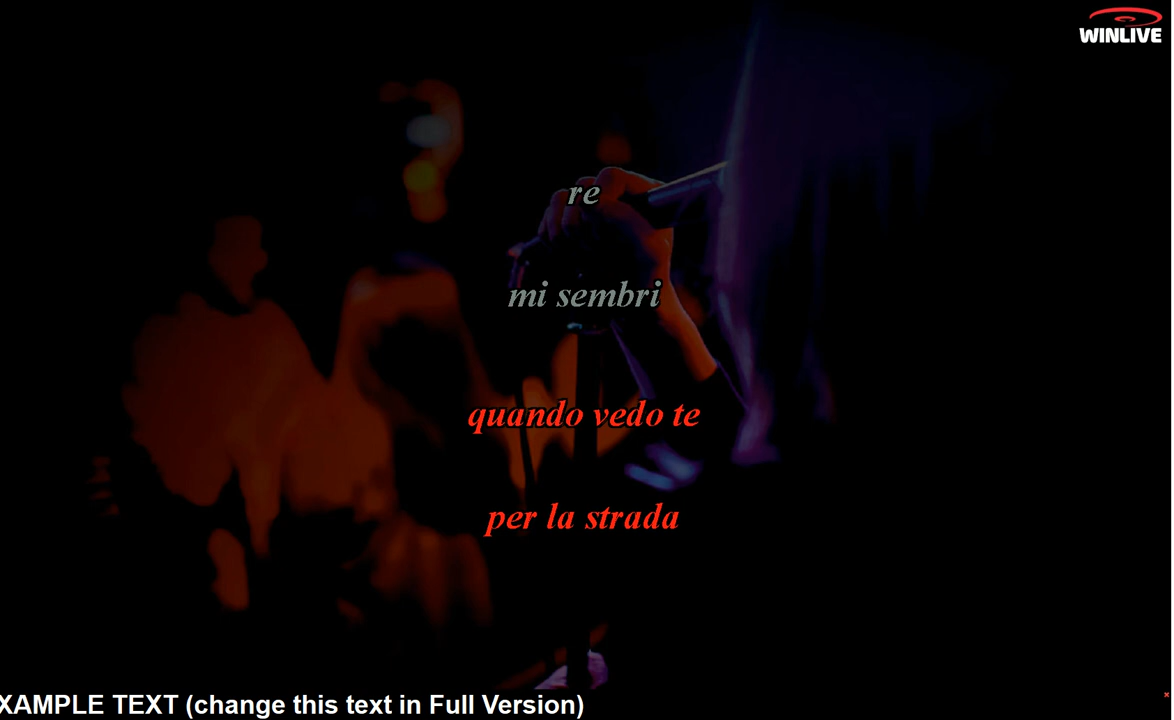 WINLIVE
re
mi sembri
quando vedo te
per la strada
XAMPLE TEXT (change this text in Full Version)